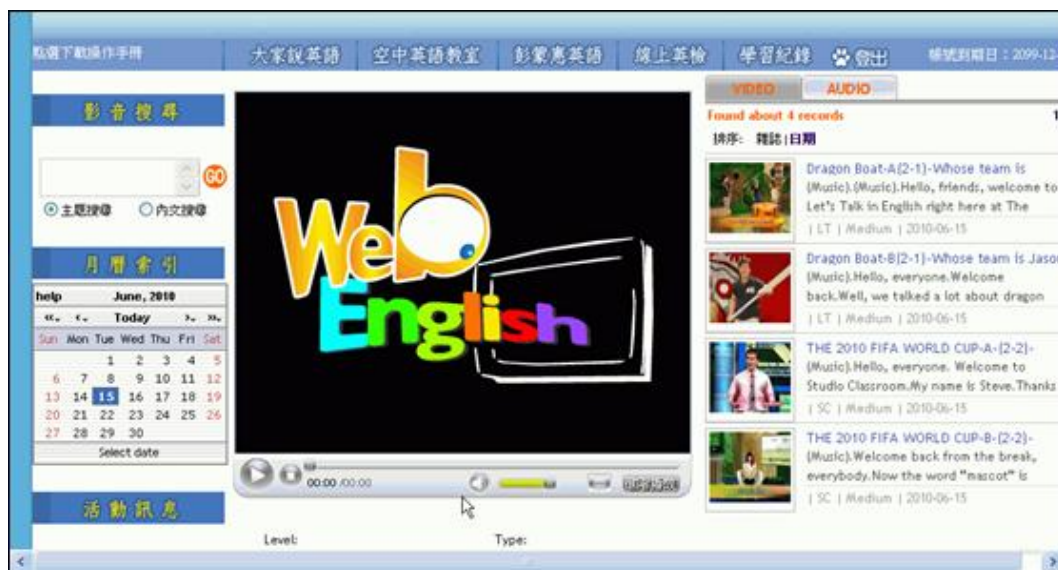 點選下載操作手冊
大家說英語 空中英語教室 彭蒙惠英語 線上英檢 學習紀錄 登出 帳號到期日：2099-12-
影音搜尋
GO
主題搜尋 內文搜尋
月曆索引
help June, 2010
«. ‹. Today ›. ».
Sun Mon Tue Wed Thu Fri Sat
1 2 3 4 5
6 7 8 9 10 11 12
13 14 15 16 17 18 19
20 21 22 23 24 25 26
27 28 29 30
Select date
活動訊息
Web
English
00:00 /00:00
Level: Type:
VIDEO AUDIO
Found about 4 records 1
排序: 雜誌|日期
Dragon Boat-A(2-1)-Whose team is
(Music).(Music).Hello, friends, welcome to
Let's Talk in English right here at The
| LT | Medium | 2010-06-15
Dragon Boat-B(2-1)-Whose team is Jason
(Music).Hello, everyone.Welcome
back.Well, we talked a lot about dragon
| LT | Medium | 2010-06-15
THE 2010 FIFA WORLD CUP-A-(2-2)-
(Music).Hello, everyone. Welcome to
Studio Classroom.My name is Steve.Thanks
| SC | Medium | 2010-06-15
THE 2010 FIFA WORLD CUP-B-(2-2)-
(Music).Welcome back from the break,
everybody.Now the word "mascot" is
| SC | Medium | 2010-06-15